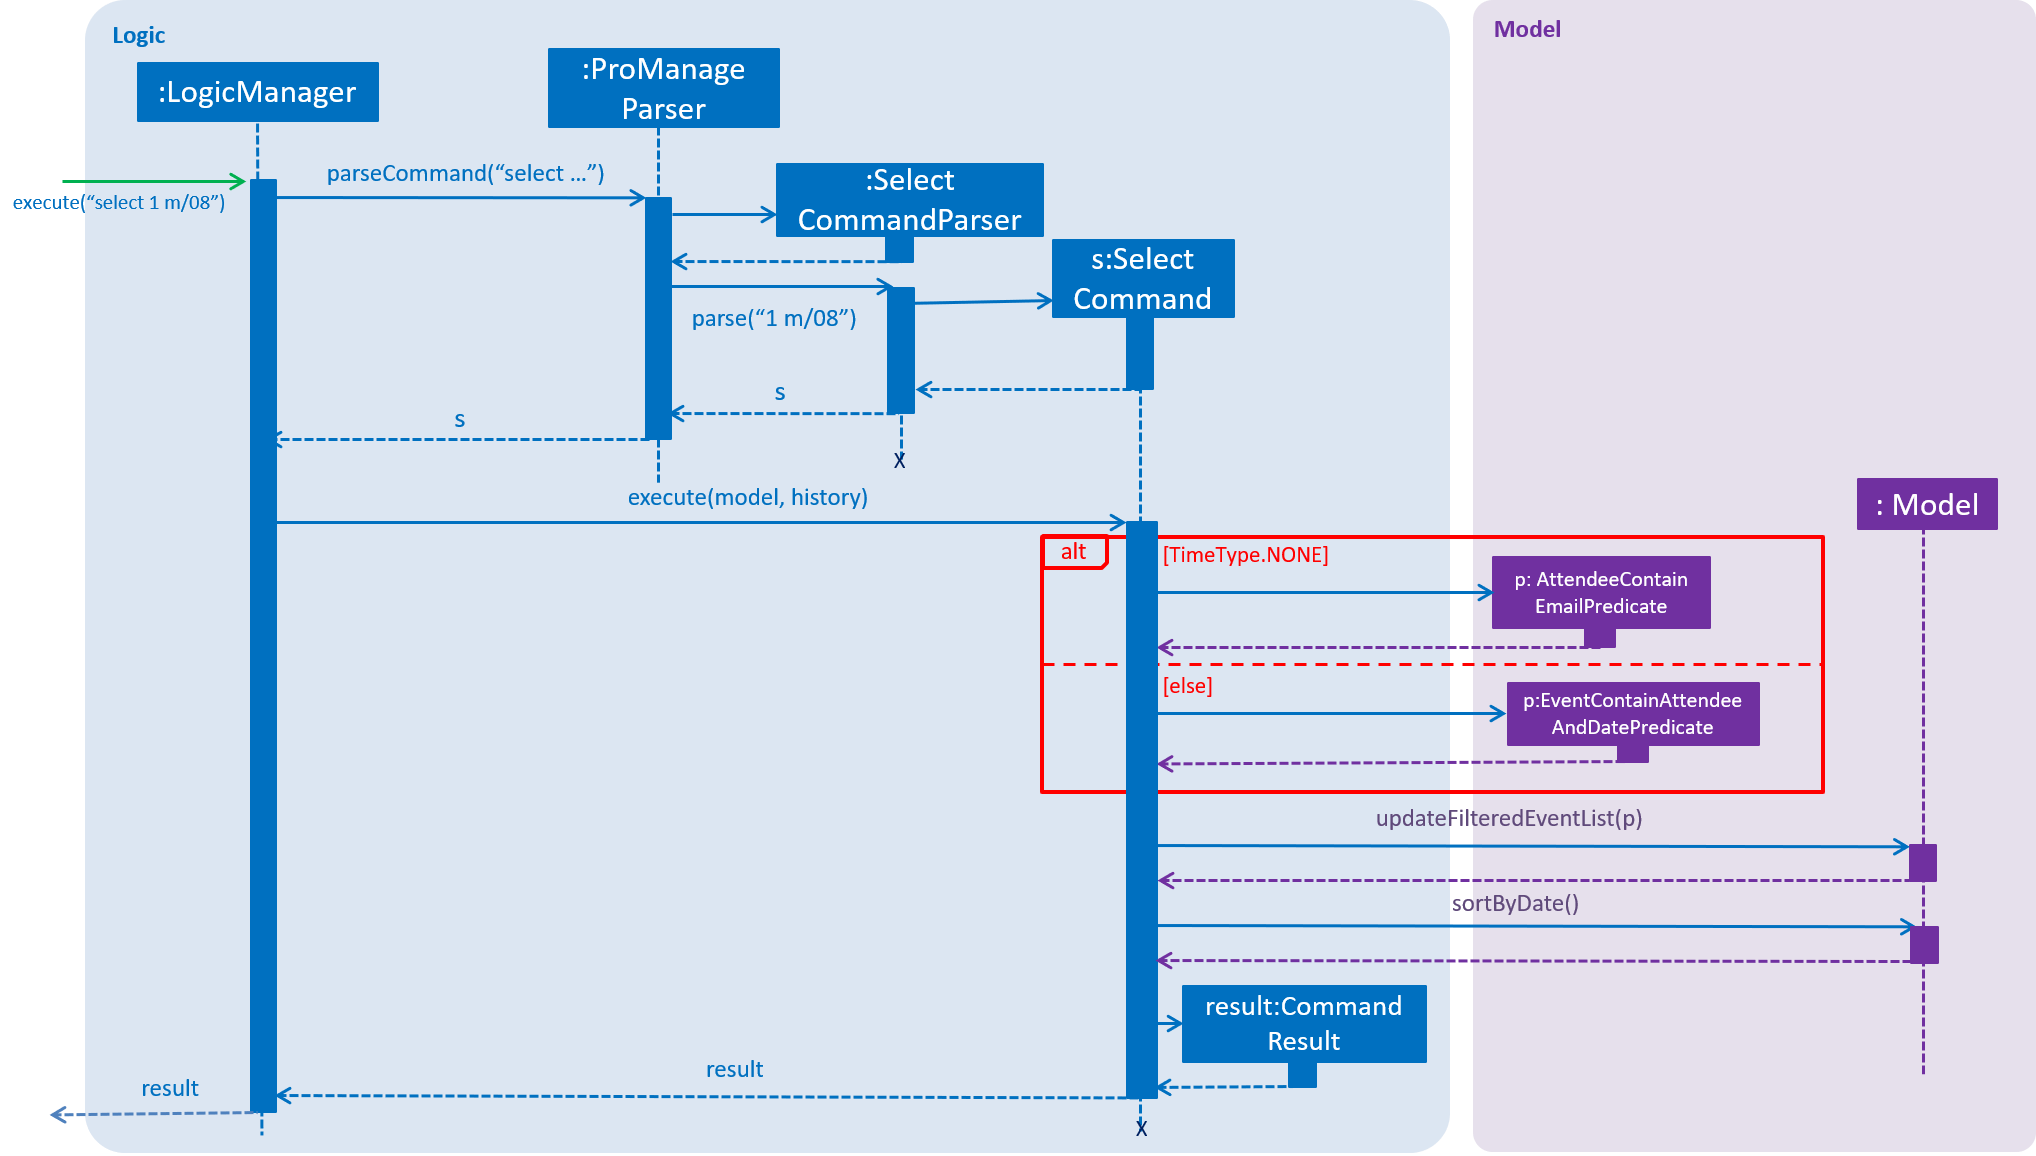 Logic
Model
:LogicManager
:ProManage
Parser
execute(“select 1 m/08”)
parseCommand(“select …”)
:Select
CommandParser
s:Select
Command
parse(“1 m/08”)
s
s
X
execute(model, history)
: Model
alt
[TimeType.NONE]
p: AttendeeContain
EmailPredicate
[else]
p:EventContainAttendee
AndDatePredicate
updateFilteredEventList(p)
sortByDate()
result:Command
Result
result
result
X